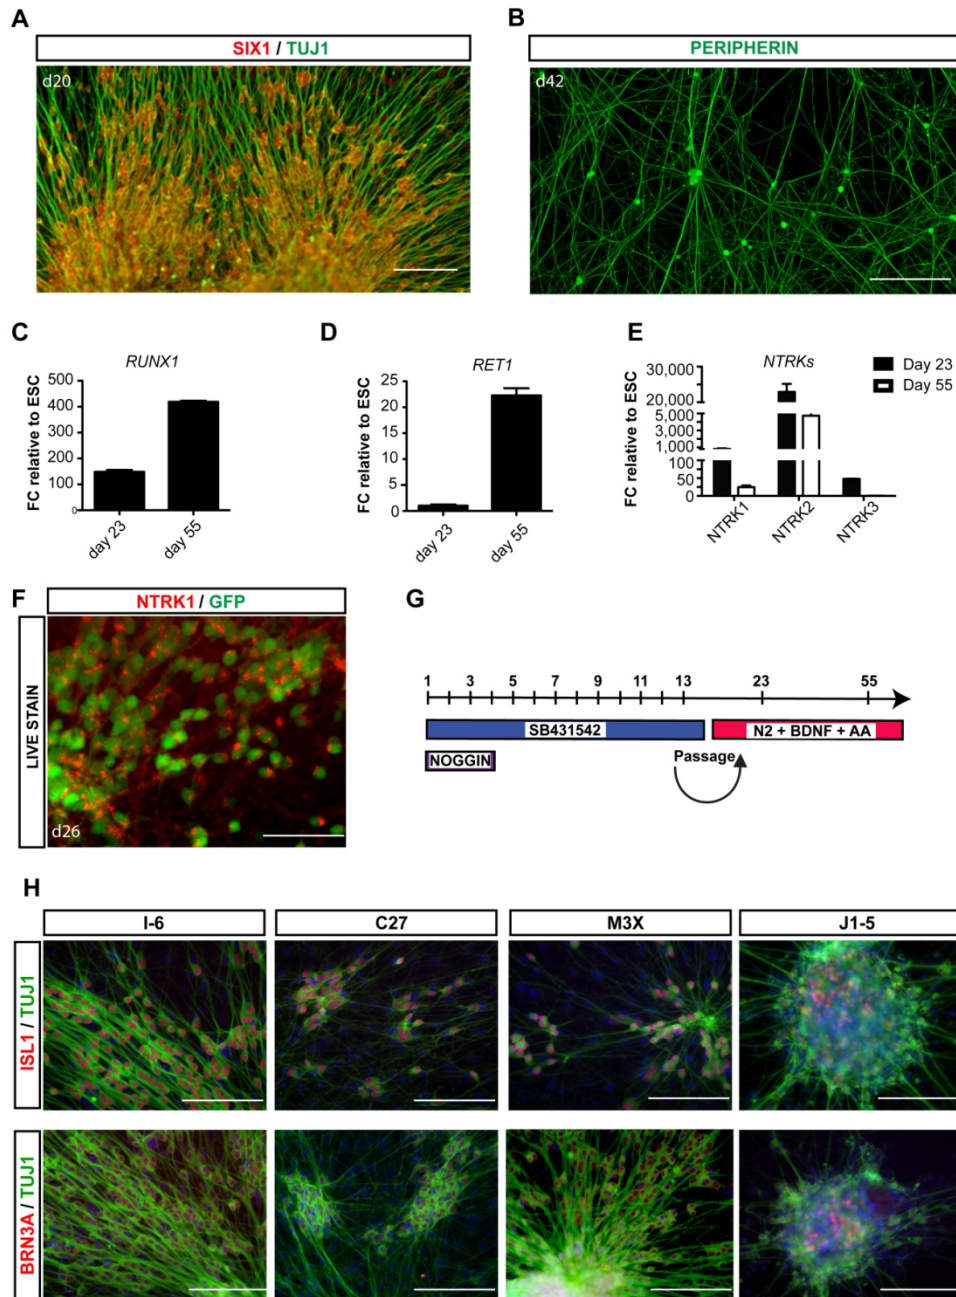 A
SIX1 / TUJ1
d20
B
PERIPHERIN
d42
C
RUNX1
FC relative to ESC
500
400
300
200
100
0
day 23
day 55
D
RET1
FC relative to ESC
25
20
15
10
5
0
day 23
day 55
E
NTRKs
FC relative to ESC
30,000
20,000
5,000
3,000
1,000
100
50
0
NTRK1
NTRK2
NTRK3
Day 23
Day 55
F
NTRK1 / GFP
LIVE STAIN
d26
G
1 3 5 7 9 11 13 23 55
SB431542
N2 + BDNF + AA
NOGGIN
Passage
H
I-6
C27
M3X
J1-5
ISL1 / TUJ1
BRN3A / TUJ1